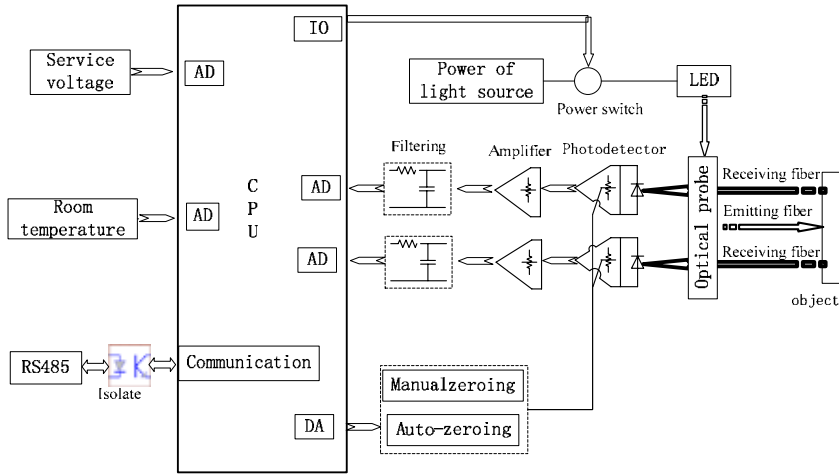 IO
Service
voltage
AD
Power of
light source
LED
Power switch
Filtering
Amplifier
Photodetector
Receiving fiber
C
P
U
AD
Room
temperature
AD
Optical probe
Emitting fiber
AD
Receiving fiber
object
RS485
Isolate
Communication
Manualzeroing
DA
Auto-zeroing